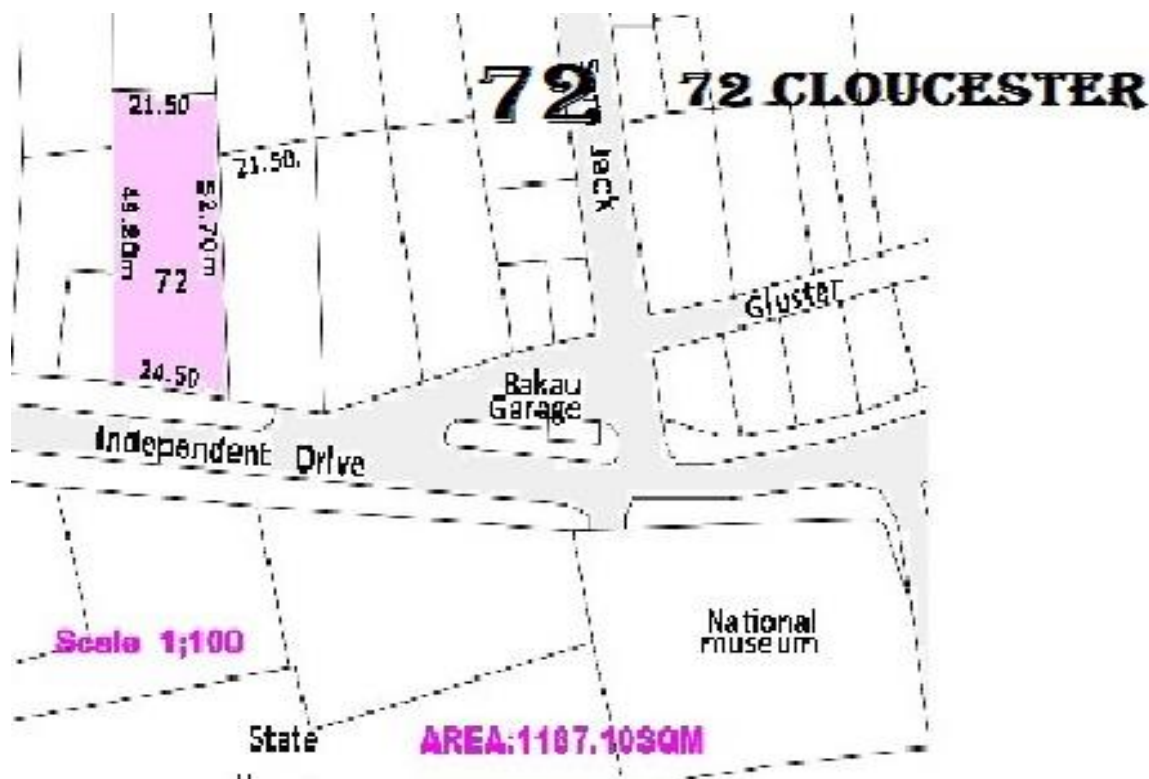 72
72 CLOUCESTER
21.50
21.50.
Jack
52.70m
72
24.50
Gluster
Bakau
Garage
Independent Drive
National
museum
Scale 1;100
State
AREA:1187.10SQM